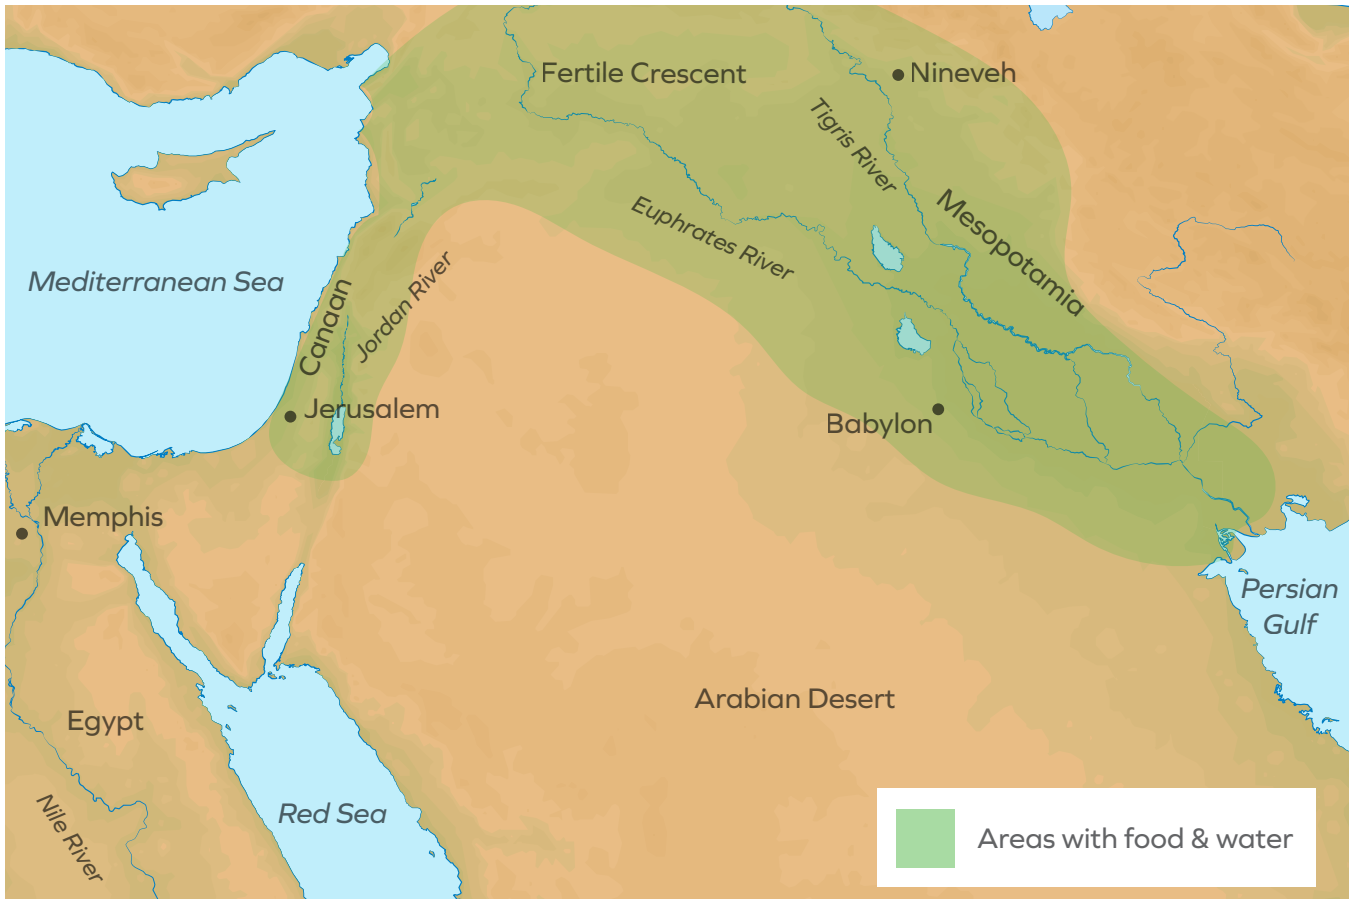 Fertile Crescent
Nineveh
Tigris River
Mesopotamia
Euphrates River
Mediterranean Sea
Canaan
Jordan River
Jerusalem
Babylon
Memphis
Persian
Gulf
Arabian Desert
Egypt
Red Sea
Nile River
Areas with food & water